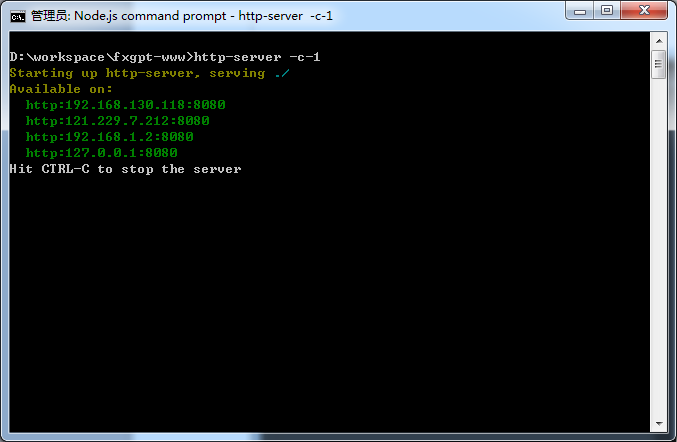 管理员: Node.js command prompt - http-server  -c-1
D:\workspace\fxgpt-www>http-server -c-1
Starting up http-server, serving ./
Available on:
  http:192.168.130.118:8080
  http:121.229.7.212:8080
  http:192.168.1.2:8080
  http:127.0.0.1:8080
Hit CTRL-C to stop the server